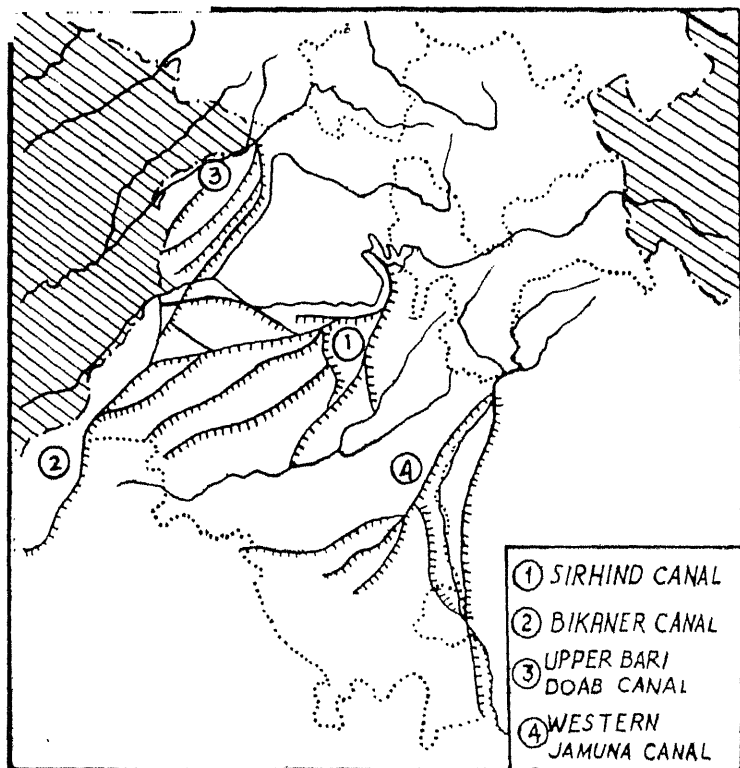 3
1
2
4
1 SIRHIND CANAL
2 BIKANER CANAL
3 UPPER BARI
DOAB CANAL
4 WESTERN
JAMUNA CANAL